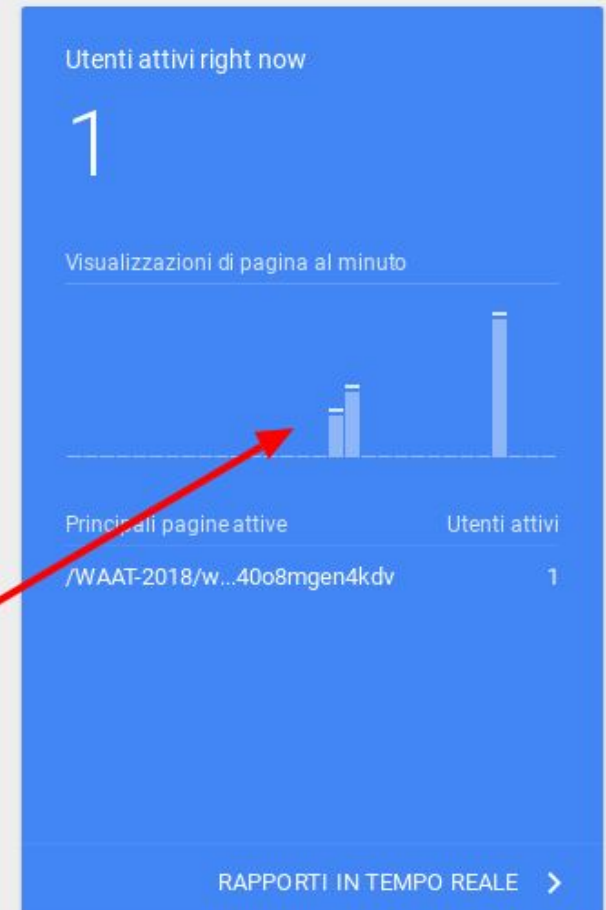 Utenti attivi right now
1
Visualizzazioni di pagina al minuto
Principali pagine attive Utenti attivi
/WAAT-2018/w...40o8mgen4kdv 1
RAPPORTI IN TEMPO REALE